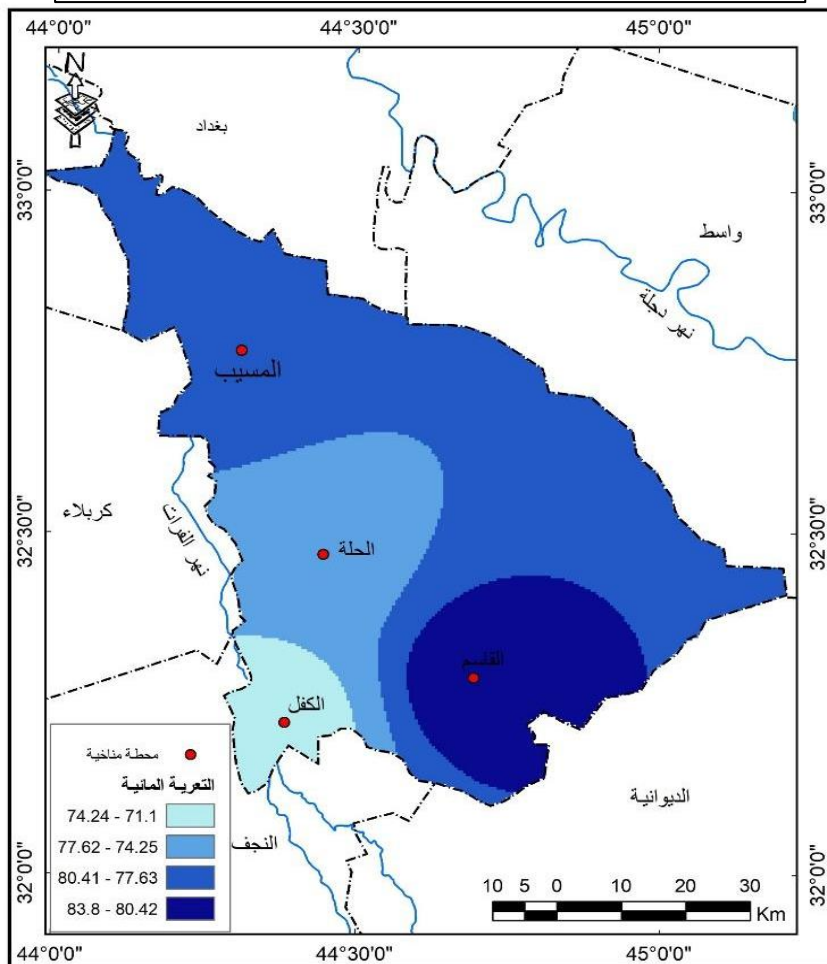 44°0'0"
44°30'0"
45°0'0"
N
بغداد
33°0'0"
33°0'0"
واسط
نهر دجلة
المسيب
كربلاء
نهر الفرات
32°30'0"
32°30'0"
الحلة
القاسم
الكفل
محطة مناخية
التعرية المائية
74.24 - 71.1
77.62 - 74.25
80.41 - 77.63
83.8 - 80.42
النجف
الديوانية
32°0'0"
32°0'0"
10 5 0 10 20 30
Km
44°0'0"
44°30'0"
45°0'0"